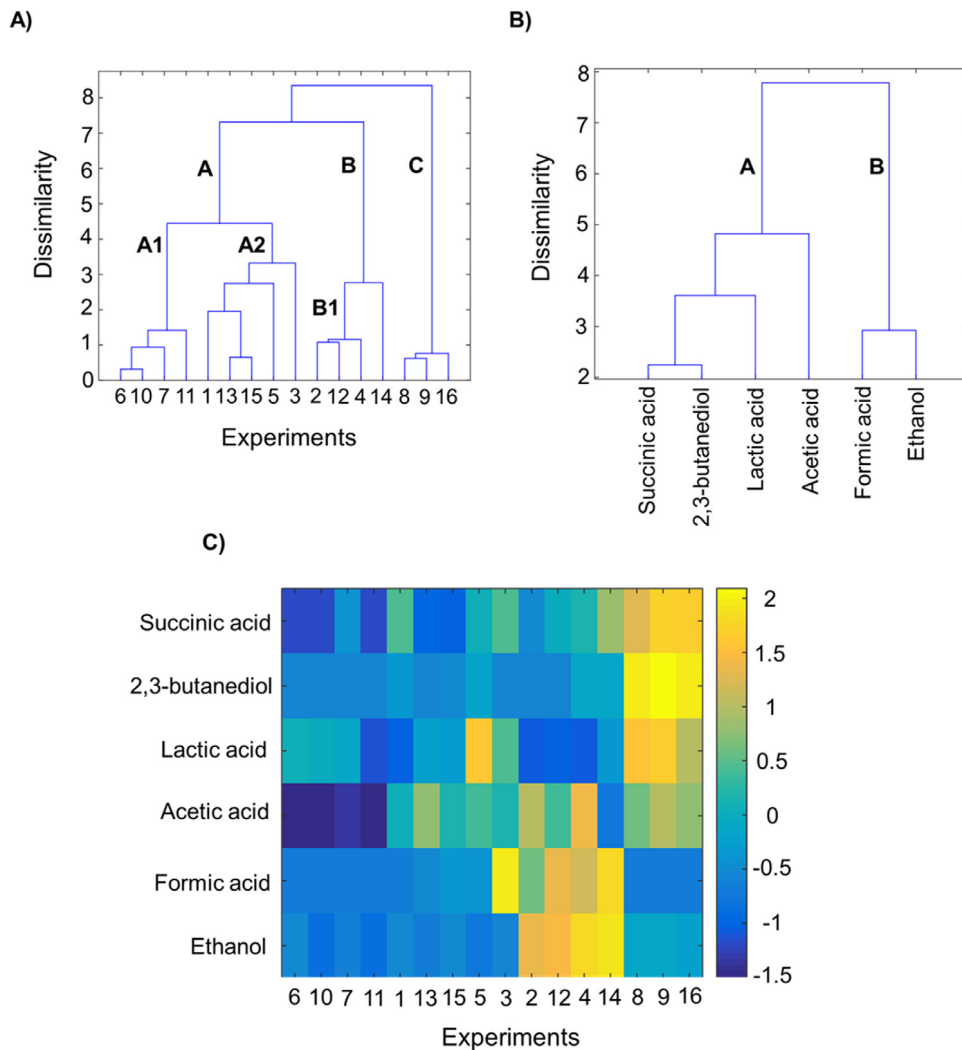 A)
B)
8
7
6
5
4
3
2
1
0
Dissimilarity
A
B
C
A1
A2
B1
6 10 7 11 1 13 15 5 3 2 12 4 14 8 9 16
Experiments
8
7
6
5
4
3
2
Dissimilarity
A
B
Succinic acid
2,3-butanediol
Lactic acid
Acetic acid
Formic acid
Ethanol
C)
Succinic acid
2,3-butanediol
Lactic acid
Acetic acid
Formic acid
Ethanol
6 10 7 11 1 13 15 5 3 2 12 4 14 8 9 16
Experiments
2
1.5
1
0.5
0
-0.5
-1
-1.5